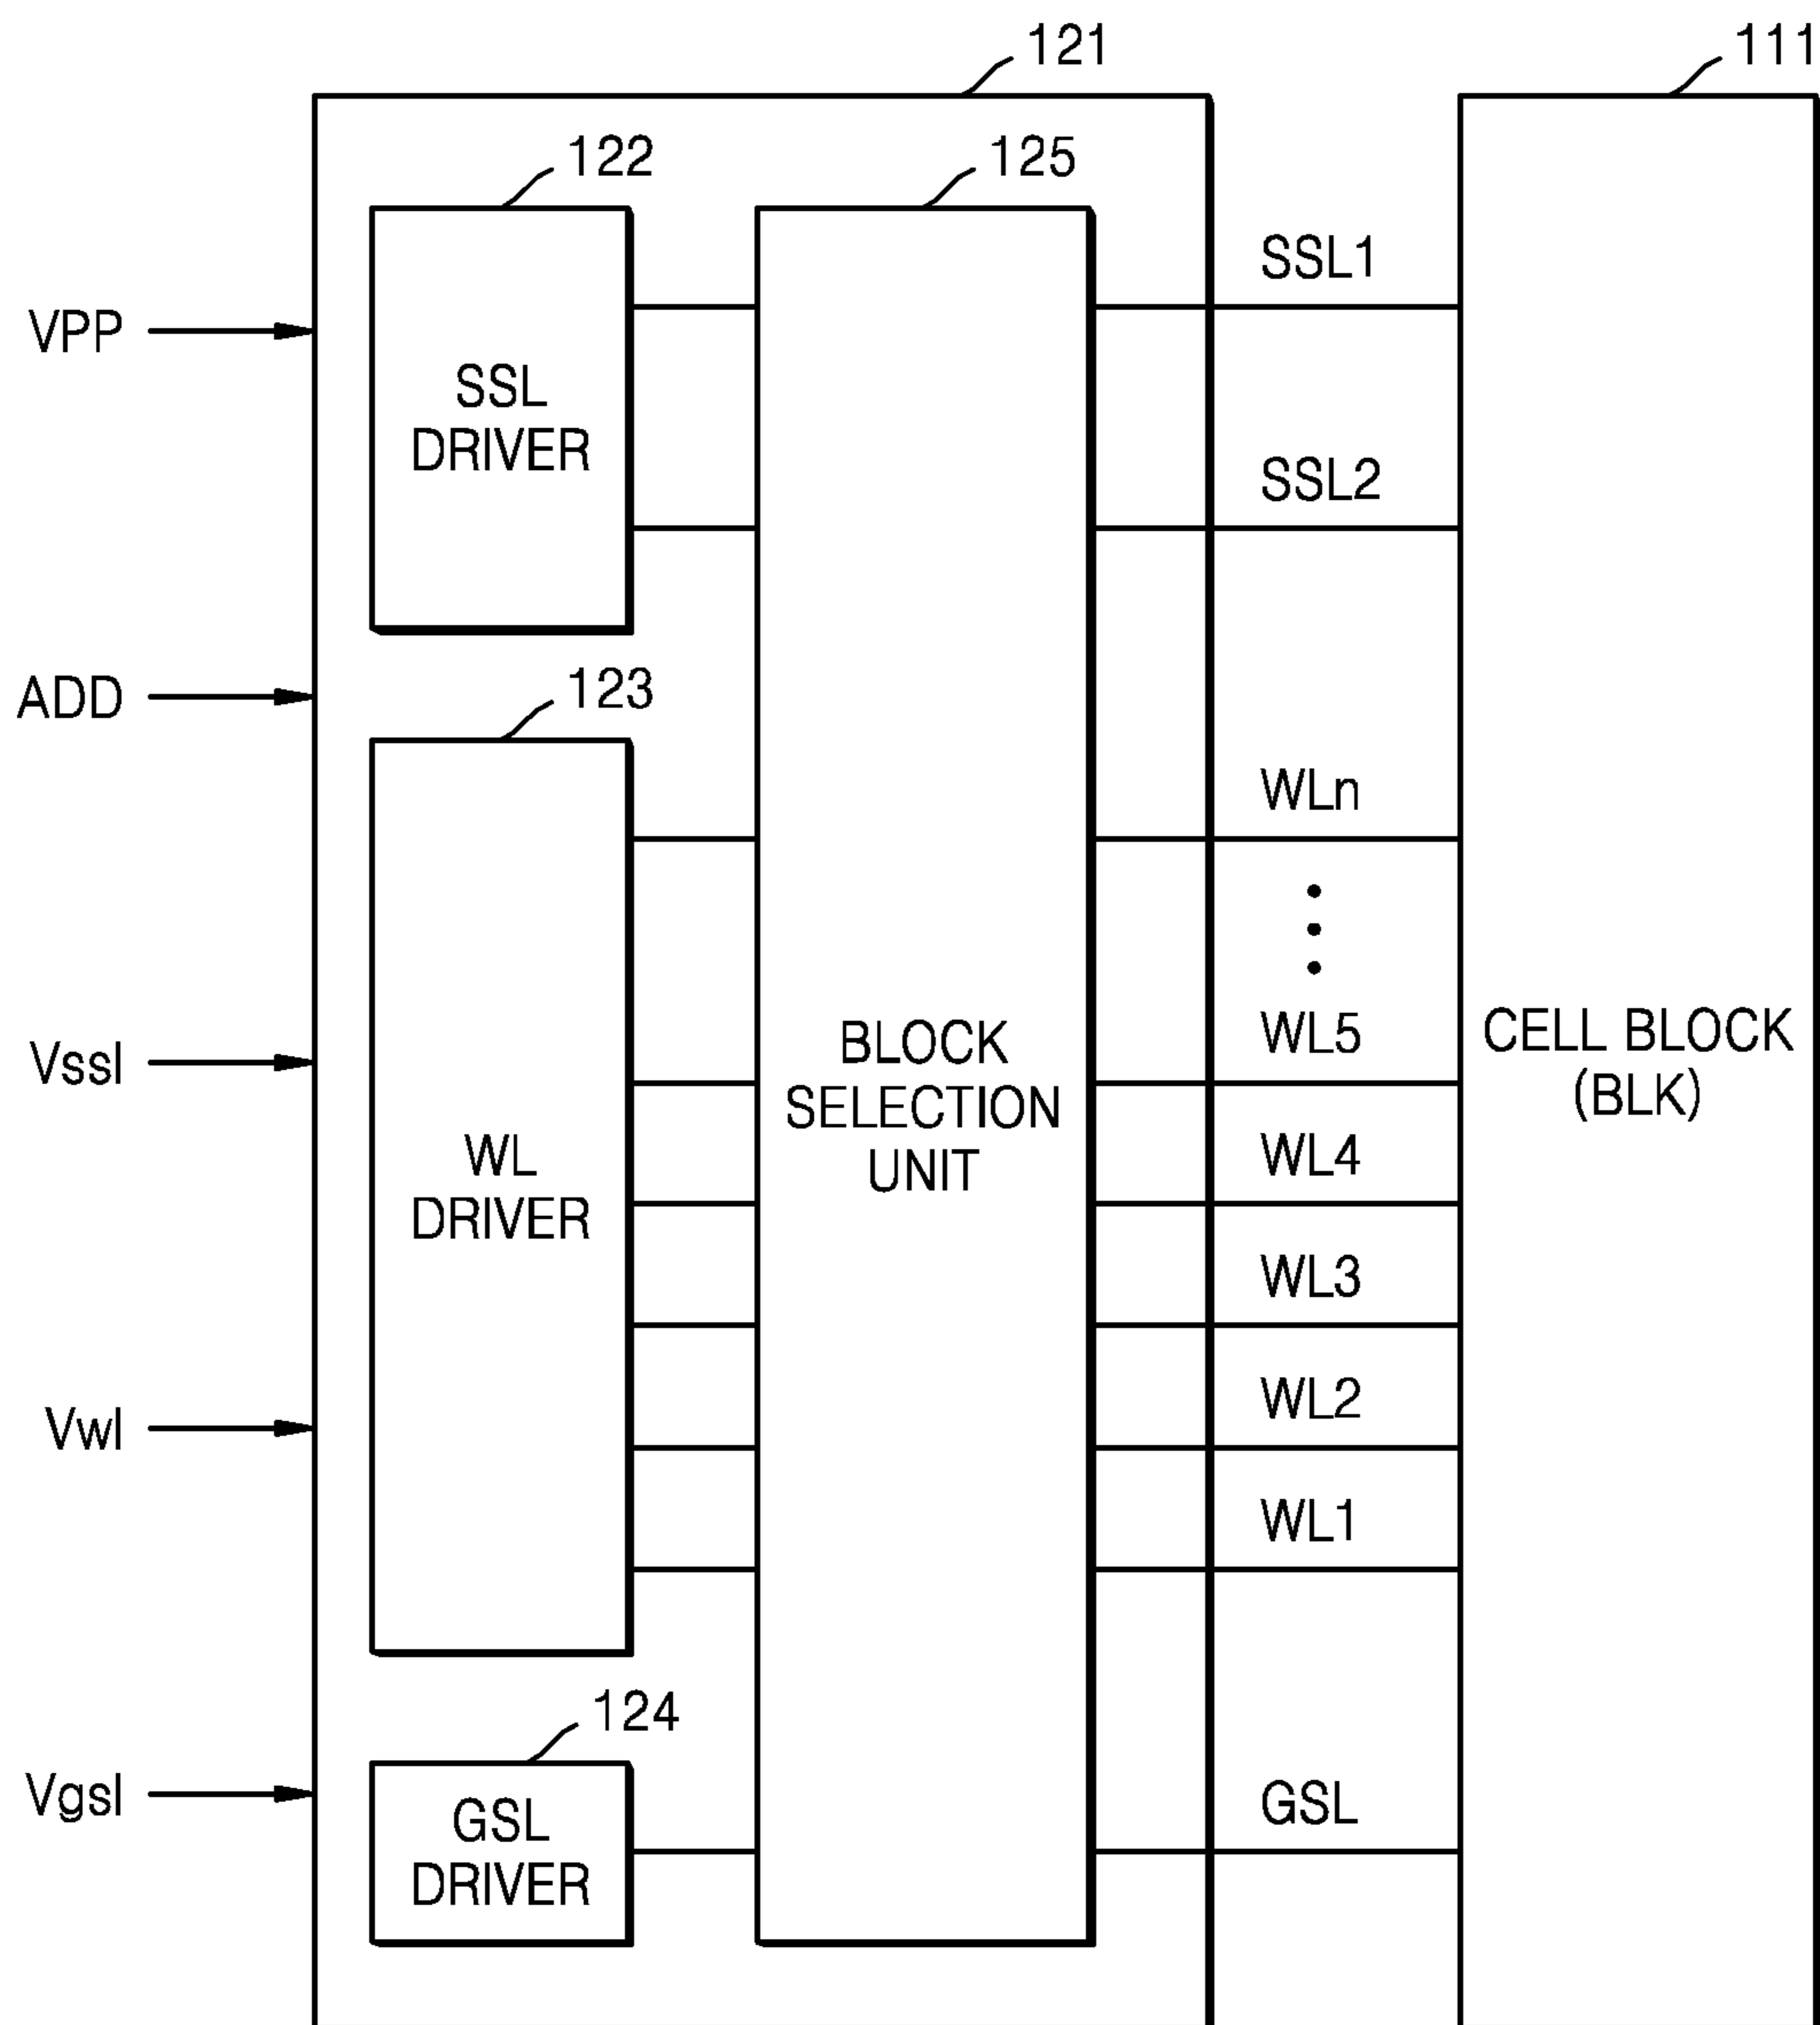 121
111
122
125
SSL1
VPP
SSL
DRIVER
SSL2
ADD
123
WLn
Vssl
BLOCK
SELECTION
UNIT
WL5
CELL BLOCK
(BLK)
WL
DRIVER
WL4
WL3
Vwl
WL2
WL1
124
Vgsl
GSL
DRIVER
GSL